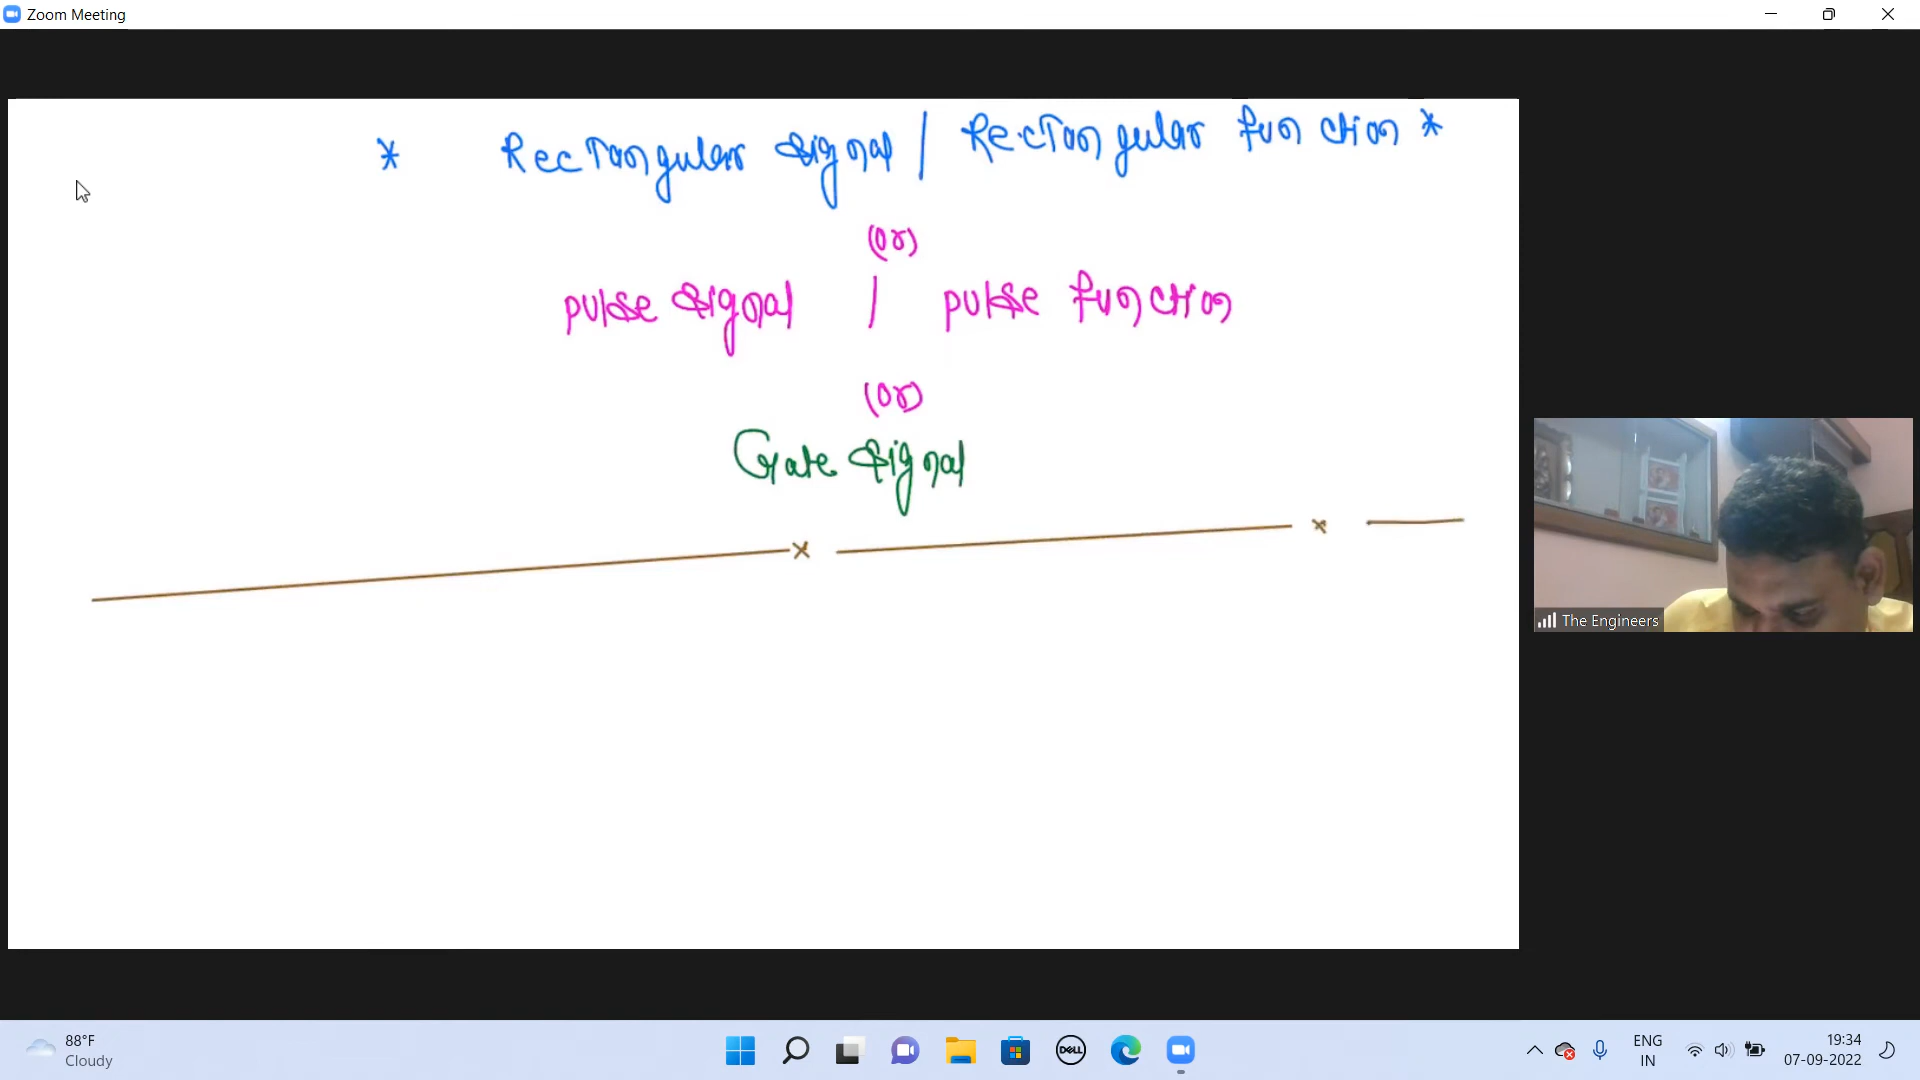 Zoom Meeting
* Rectangular signal / Rectangular function *
(or)
pulse signal / pulse function
(or)
Gate signal
x x
The Engineers
88°F
Cloudy
DELL
ENG
IN
19:34
07-09-2022